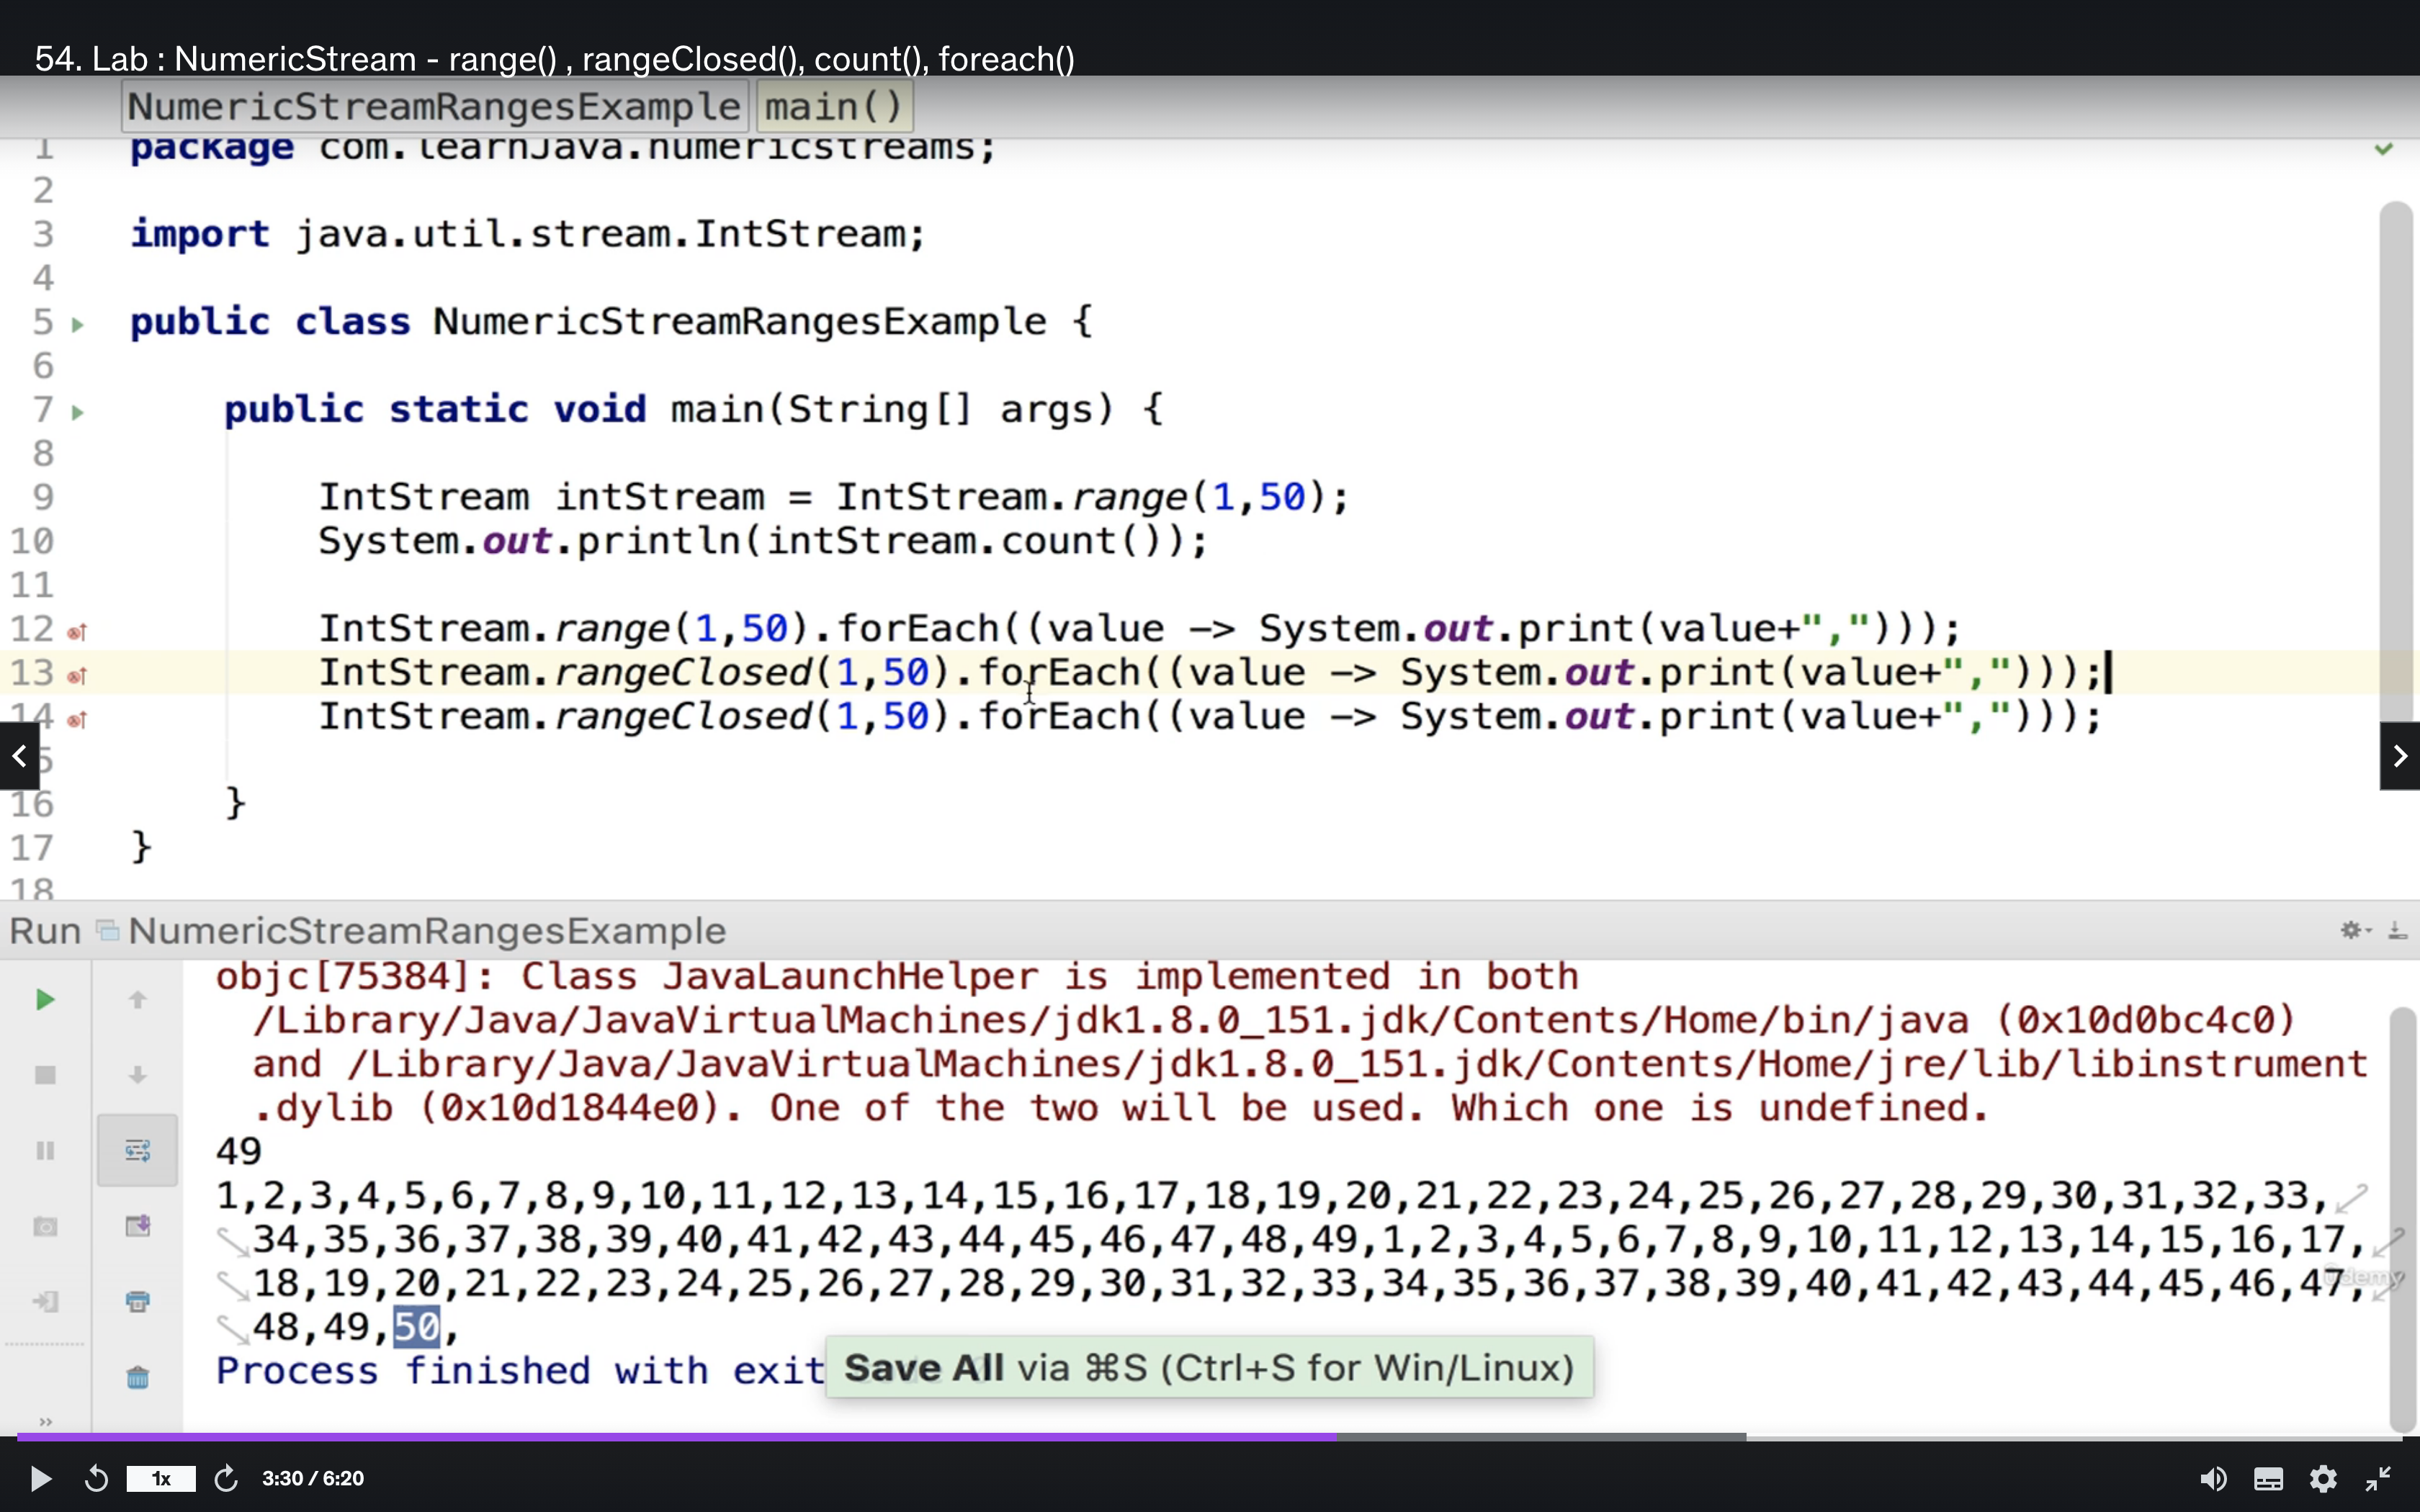 54. Lab : NumericStream - range() , rangeClosed(), count(), foreach()
NumericStreamRangesExample main()
1 package com.learnJava.numericstreams;
2
3 import java.util.stream.IntStream;
4
5 public class NumericStreamRangesExample {
6
7 public static void main(String[] args) {
8
9 IntStream intStream = IntStream.range(1,50);
10 System.out.println(intStream.count());
11
12 IntStream.range(1,50).forEach((value -> System.out.print(value+",")));
13 IntStream.rangeClosed(1,50).forEach((value -> System.out.print(value+",")));
14 IntStream.rangeClosed(1,50).forEach((value -> System.out.print(value+",")));
5
16 }
17 }
18
Run NumericStreamRangesExample
objc[75384]: Class JavaLaunchHelper is implemented in both
/Library/Java/JavaVirtualMachines/jdk1.8.0_151.jdk/Contents/Home/bin/java (0x10d0bc4c0)
and /Library/Java/JavaVirtualMachines/jdk1.8.0_151.jdk/Contents/Home/jre/lib/libinstrument
.dylib (0x10d1844e0). One of the two will be used. Which one is undefined.
49
1,2,3,4,5,6,7,8,9,10,11,12,13,14,15,16,17,18,19,20,21,22,23,24,25,26,27,28,29,30,31,32,33,
34,35,36,37,38,39,40,41,42,43,44,45,46,47,48,49,1,2,3,4,5,6,7,8,9,10,11,12,13,14,15,16,17,
18,19,20,21,22,23,24,25,26,27,28,29,30,31,32,33,34,35,36,37,38,39,40,41,42,43,44,45,46,47,
udemy
48,49,50,
Process finished with exit
Save All via ⌘S (Ctrl+S for Win/Linux)
1x 3:30 / 6:20